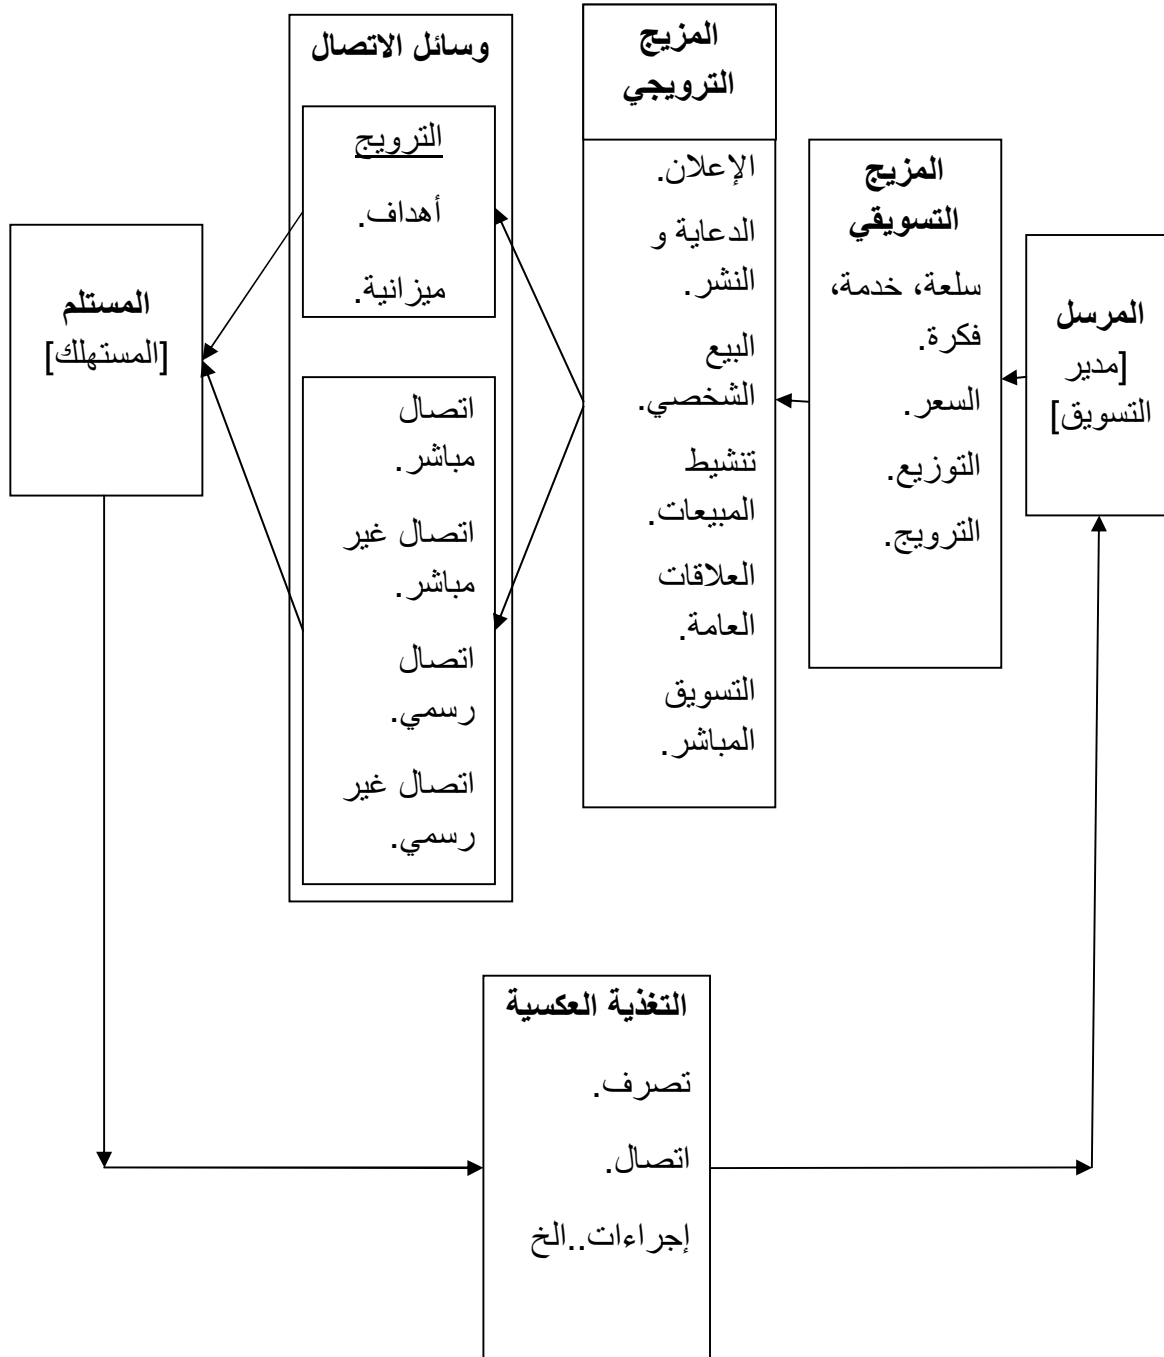 المرسل
[مدير
التسويق]
المزيج
التسويقي
سلعة، خدمة،
فكرة.
السعر.
التوزيع.
الترويج.
المزيج
الترويجي
الإعلان.
الدعاية و
النشر.
البيع
الشخصي.
تنشيط
المبيعات.
العلاقات
العامة.
التسويق
المباشر.
وسائل الاتصال
الترويج
أهداف.
ميزانية.
اتصال
مباشر.
اتصال غير
مباشر.
اتصال
رسمي.
اتصال غير
رسمي.
المستلم
[المستهلك]
التغذية العكسية
تصرف.
اتصال.
إجراءات..الخ